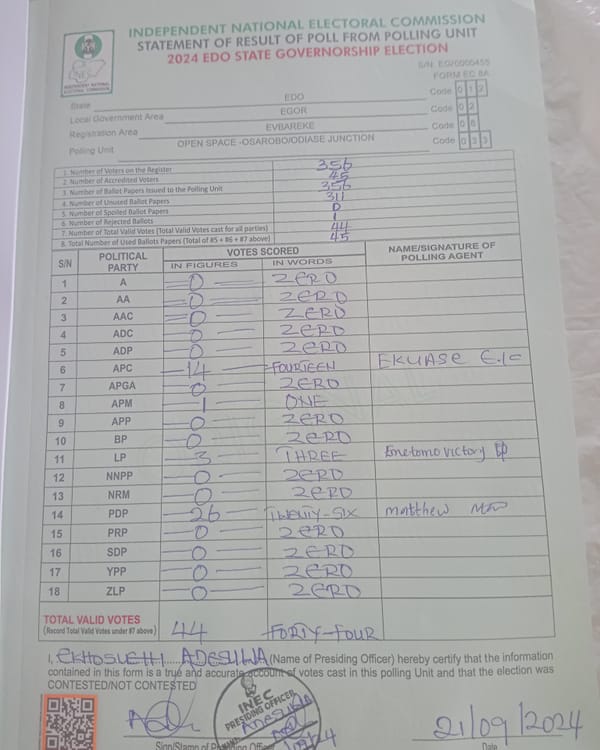 INDEPENDENT NATIONAL ELECTORAL COMMISSION
STATEMENT OF RESULT OF POLL FROM POLLING UNIT
2024 EDO STATE GOVERNORSHIP ELECTION
INEC
INDEPENDENT NATIONAL ELECTORAL COMMISSION
S/N: EG/0000455
FORM EC 8A
State EDO Code 0 1 2
Local Government Area EGOR Code 0 2
Registration Area EVBAREKE Code 0 8
Polling Unit OPEN SPACE -OSAROBO/ODIASE JUNCTION Code 0 3 3
1. Number of Voters on the Register 356
2. Number of Accredited Voters 45
3. Number of Ballot Papers Issued to the Polling Unit 356
4. Number of Unused Ballot Papers 311
5. Number of Spoiled Ballot Papers 0
6. Number of Rejected Ballots 1
7. Number of Total Valid Votes (Total Valid Votes cast for all parties) 44
8. Total Number of Used Ballots Papers (Total of #5 + #6 + #7 above) 45
S/N POLITICAL PARTY VOTES SCORED NAME/SIGNATURE OF POLLING AGENT
IN FIGURES IN WORDS
1 A 0 ZERO
2 AA 0 ZERO
3 AAC 0 ZERO
4 ADC 0 ZERO
5 ADP 0 ZERO
6 APC 14 FOURTEEN EKUASE E.I.C
7 APGA 0 ZERO
8 APM 1 ONE
9 APP 0 ZERO
10 BP 0 ZERO
11 LP 3 THREE victory
12 NNPP 0 ZERO
13 NRM 0 ZERO
14 PDP 26 TWENTY-SIX matthew
15 PRP 0 ZERO
16 SDP 0 ZERO
17 YPP 0 ZERO
18 ZLP 0 ZERO
TOTAL VALID VOTES
(Record Total Valid Votes under #7 above) 44 FORTY-FOUR
I, ADESUWA (Name of Presiding Officer) hereby certify that the information
contained in this form is a true and accurate account of votes cast in this polling Unit and that the election was
CONTESTED/NOT CONTESTED
INEC
PRESIDING OFFICER
21/09/2024
Sign/Stamp of Presiding Date